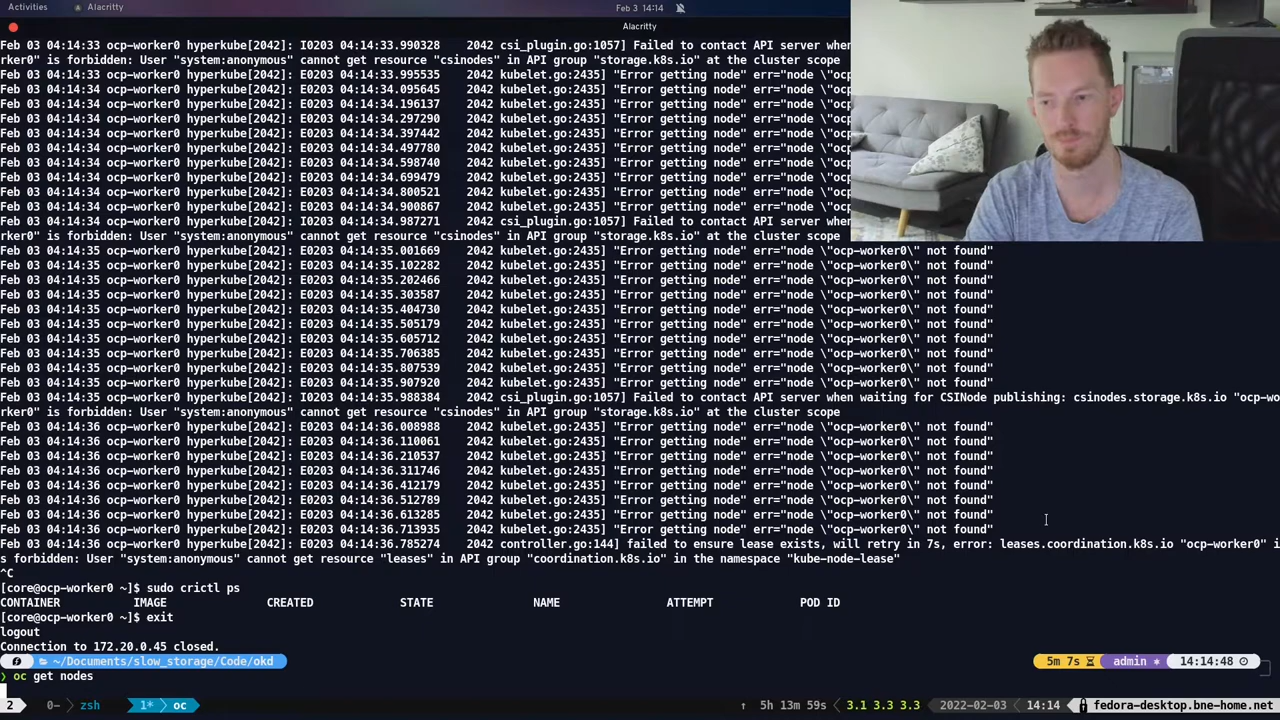 Activities Alacritty Feb 3 14:14
Alacritty
Feb 03 04:14:33 ocp-worker0 hyperkube[2042]: I0203 04:14:33.990328 2042 csi_plugin.go:1057] Failed to contact API server when
rker0" is forbidden: User "system:anonymous" cannot get resource "csinodes" in API group "storage.k8s.io" at the cluster scope
Feb 03 04:14:34 ocp-worker0 hyperkube[2042]: E0203 04:14:33.995535 2042 kubelet.go:2435] "Error getting node" err="node \"ocp
Feb 03 04:14:34 ocp-worker0 hyperkube[2042]: E0203 04:14:34.095645 2042 kubelet.go:2435] "Error getting node" err="node \"ocp
Feb 03 04:14:34 ocp-worker0 hyperkube[2042]: E0203 04:14:34.196137 2042 kubelet.go:2435] "Error getting node" err="node \"ocp
Feb 03 04:14:34 ocp-worker0 hyperkube[2042]: E0203 04:14:34.297290 2042 kubelet.go:2435] "Error getting node" err="node \"ocp
Feb 03 04:14:34 ocp-worker0 hyperkube[2042]: E0203 04:14:34.397442 2042 kubelet.go:2435] "Error getting node" err="node \"ocp
Feb 03 04:14:34 ocp-worker0 hyperkube[2042]: E0203 04:14:34.497780 2042 kubelet.go:2435] "Error getting node" err="node \"ocp
Feb 03 04:14:34 ocp-worker0 hyperkube[2042]: E0203 04:14:34.598740 2042 kubelet.go:2435] "Error getting node" err="node \"ocp
Feb 03 04:14:34 ocp-worker0 hyperkube[2042]: E0203 04:14:34.699479 2042 kubelet.go:2435] "Error getting node" err="node \"ocp
Feb 03 04:14:34 ocp-worker0 hyperkube[2042]: E0203 04:14:34.800521 2042 kubelet.go:2435] "Error getting node" err="node \"ocp
Feb 03 04:14:34 ocp-worker0 hyperkube[2042]: E0203 04:14:34.900867 2042 kubelet.go:2435] "Error getting node" err="node \"ocp
Feb 03 04:14:34 ocp-worker0 hyperkube[2042]: I0203 04:14:34.987271 2042 csi_plugin.go:1057] Failed to contact API server when
rker0" is forbidden: User "system:anonymous" cannot get resource "csinodes" in API group "storage.k8s.io" at the cluster scope
Feb 03 04:14:35 ocp-worker0 hyperkube[2042]: E0203 04:14:35.001669 2042 kubelet.go:2435] "Error getting node" err="node \"ocp-worker0\" not found"
Feb 03 04:14:35 ocp-worker0 hyperkube[2042]: E0203 04:14:35.102282 2042 kubelet.go:2435] "Error getting node" err="node \"ocp-worker0\" not found"
Feb 03 04:14:35 ocp-worker0 hyperkube[2042]: E0203 04:14:35.202466 2042 kubelet.go:2435] "Error getting node" err="node \"ocp-worker0\" not found"
Feb 03 04:14:35 ocp-worker0 hyperkube[2042]: E0203 04:14:35.303587 2042 kubelet.go:2435] "Error getting node" err="node \"ocp-worker0\" not found"
Feb 03 04:14:35 ocp-worker0 hyperkube[2042]: E0203 04:14:35.404730 2042 kubelet.go:2435] "Error getting node" err="node \"ocp-worker0\" not found"
Feb 03 04:14:35 ocp-worker0 hyperkube[2042]: E0203 04:14:35.505179 2042 kubelet.go:2435] "Error getting node" err="node \"ocp-worker0\" not found"
Feb 03 04:14:35 ocp-worker0 hyperkube[2042]: E0203 04:14:35.605712 2042 kubelet.go:2435] "Error getting node" err="node \"ocp-worker0\" not found"
Feb 03 04:14:35 ocp-worker0 hyperkube[2042]: E0203 04:14:35.706385 2042 kubelet.go:2435] "Error getting node" err="node \"ocp-worker0\" not found"
Feb 03 04:14:35 ocp-worker0 hyperkube[2042]: E0203 04:14:35.807539 2042 kubelet.go:2435] "Error getting node" err="node \"ocp-worker0\" not found"
Feb 03 04:14:35 ocp-worker0 hyperkube[2042]: E0203 04:14:35.907920 2042 kubelet.go:2435] "Error getting node" err="node \"ocp-worker0\" not found"
Feb 03 04:14:35 ocp-worker0 hyperkube[2042]: I0203 04:14:35.988384 2042 csi_plugin.go:1057] Failed to contact API server when waiting for CSINode publishing: csinodes.storage.k8s.io "ocp-wo
rker0" is forbidden: User "system:anonymous" cannot get resource "csinodes" in API group "storage.k8s.io" at the cluster scope
Feb 03 04:14:36 ocp-worker0 hyperkube[2042]: E0203 04:14:36.008988 2042 kubelet.go:2435] "Error getting node" err="node \"ocp-worker0\" not found"
Feb 03 04:14:36 ocp-worker0 hyperkube[2042]: E0203 04:14:36.110061 2042 kubelet.go:2435] "Error getting node" err="node \"ocp-worker0\" not found"
Feb 03 04:14:36 ocp-worker0 hyperkube[2042]: E0203 04:14:36.210537 2042 kubelet.go:2435] "Error getting node" err="node \"ocp-worker0\" not found"
Feb 03 04:14:36 ocp-worker0 hyperkube[2042]: E0203 04:14:36.311746 2042 kubelet.go:2435] "Error getting node" err="node \"ocp-worker0\" not found"
Feb 03 04:14:36 ocp-worker0 hyperkube[2042]: E0203 04:14:36.412179 2042 kubelet.go:2435] "Error getting node" err="node \"ocp-worker0\" not found"
Feb 03 04:14:36 ocp-worker0 hyperkube[2042]: E0203 04:14:36.512789 2042 kubelet.go:2435] "Error getting node" err="node \"ocp-worker0\" not found"
Feb 03 04:14:36 ocp-worker0 hyperkube[2042]: E0203 04:14:36.613285 2042 kubelet.go:2435] "Error getting node" err="node \"ocp-worker0\" not found"
Feb 03 04:14:36 ocp-worker0 hyperkube[2042]: E0203 04:14:36.713935 2042 kubelet.go:2435] "Error getting node" err="node \"ocp-worker0\" not found"
Feb 03 04:14:36 ocp-worker0 hyperkube[2042]: E0203 04:14:36.785274 2042 controller.go:144] failed to ensure lease exists, will retry in 7s, error: leases.coordination.k8s.io "ocp-worker0" i
s forbidden: User "system:anonymous" cannot get resource "leases" in API group "coordination.k8s.io" in the namespace "kube-node-lease"
^C
[core@ocp-worker0 ~]$ sudo crictl ps
CONTAINER IMAGE CREATED STATE NAME ATTEMPT POD ID
[core@ocp-worker0 ~]$ exit
logout
Connection to 172.20.0.45 closed.
~/Documents/slow_storage/Code/okd 5m 7s admin 14:14:48
❯ oc get nodes
2 0- zsh 1* oc ↑ 5h 13m 59s 3.1 3.3 3.3 2022-02-03 14:14 fedora-desktop.bne-home.net